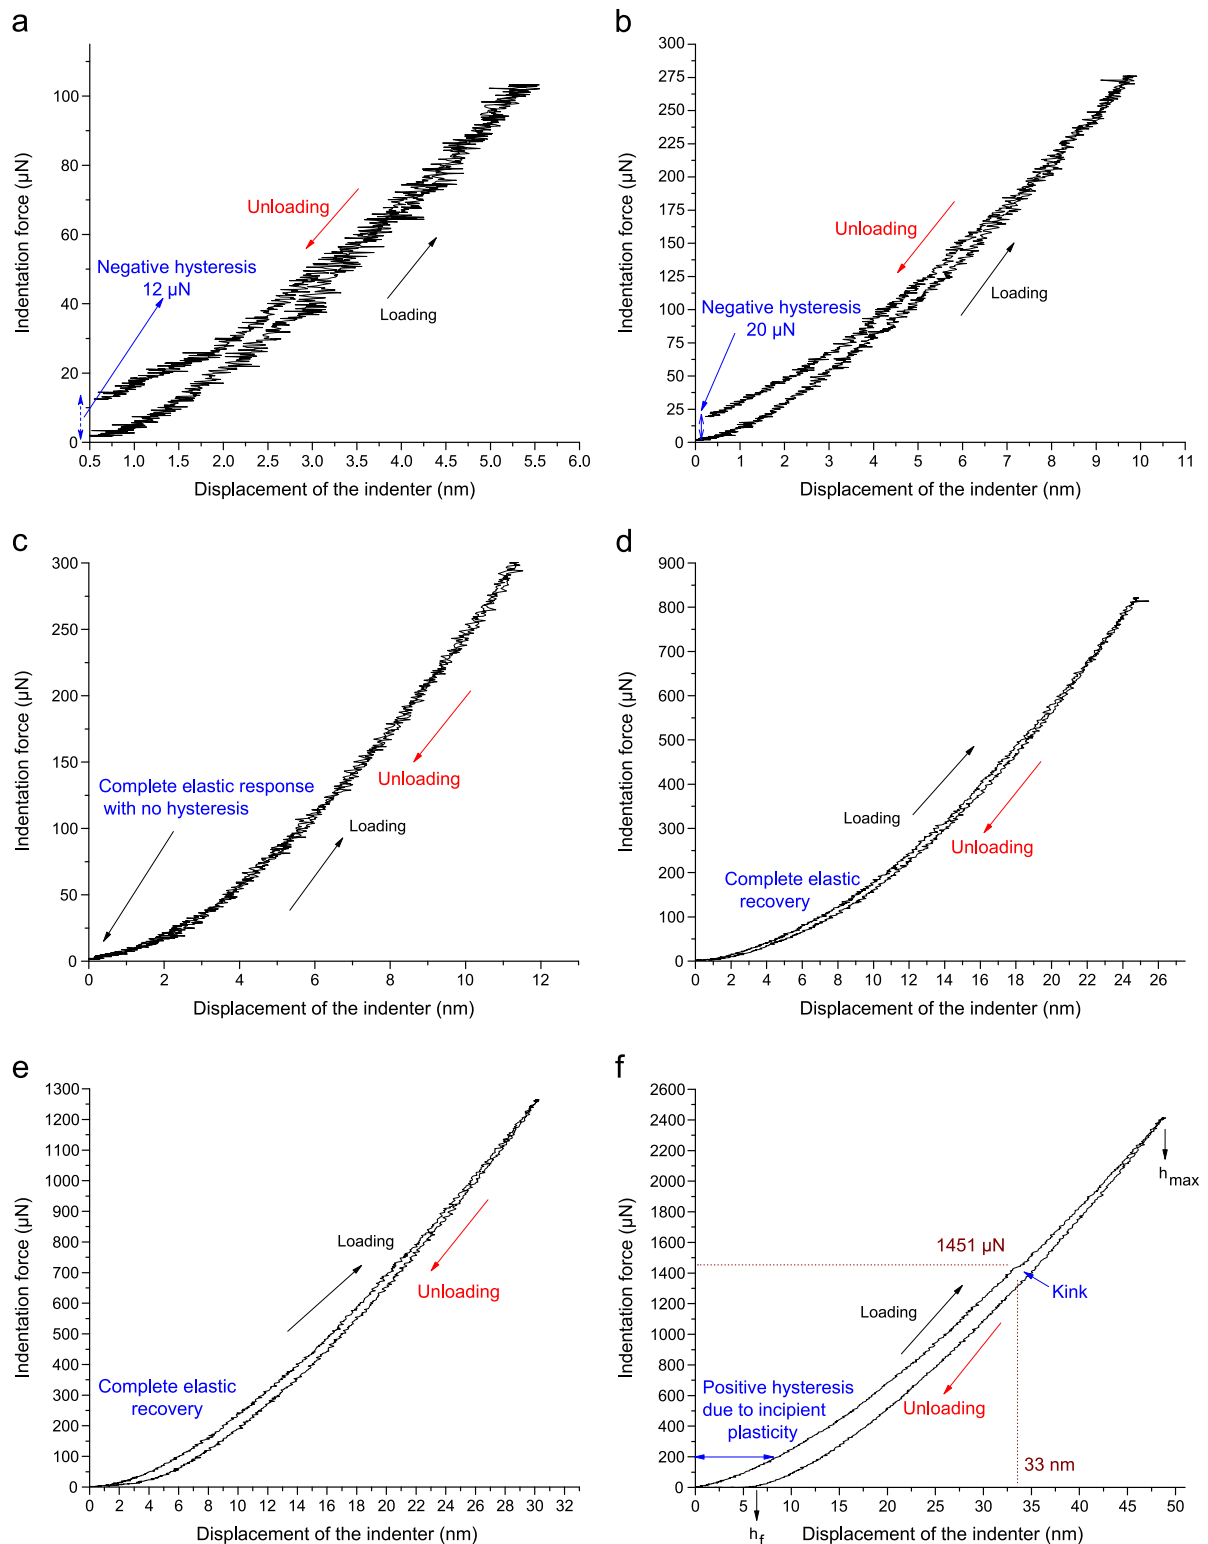 a
Indentation force (µN)
100
80
60
40
20
0
Unloading
Negative hysteresis
12 µN
Loading
0.5 1.0 1.5 2.0 2.5 3.0 3.5 4.0 4.5 5.0 5.5 6.0
Displacement of the indenter (nm)
b
Indentation force (µN)
300
275
250
225
200
175
150
125
100
75
50
25
0
Unloading
Negative hysteresis
20 µN
Loading
0 1 2 3 4 5 6 7 8 9 10 11
Displacement of the indenter (nm)
c
Indentation force (µN)
300
250
200
150
100
50
0
Unloading
Complete elastic response
with no hysteresis
Loading
0 2 4 6 8 10 12
Displacement of the indenter (nm)
d
Indentation force (µN)
900
800
700
600
500
400
300
200
100
0
Loading
Unloading
Complete elastic
recovery
0 2 4 6 8 10 12 14 16 18 20 22 24 26
Displacement of the indenter (nm)
e
Indentation force (µN)
1300
1200
1100
1000
900
800
700
600
500
400
300
200
100
0
Loading
Unloading
Complete elastic
recovery
0 2 4 6 8 10 12 14 16 18 20 22 24 26 28 30 32
Displacement of the indenter (nm)
f
Indentation force (µN)
2600
2400
2200
2000
1800
1600
1400
1200
1000
800
600
400
200
0
hmax
1451 µN
Kink
Loading
Unloading
Positive hysteresis
due to incipient
plasticity
33 nm
0 5 10 15 20 25 30 35 40 45 50
hf
Displacement of the indenter (nm)